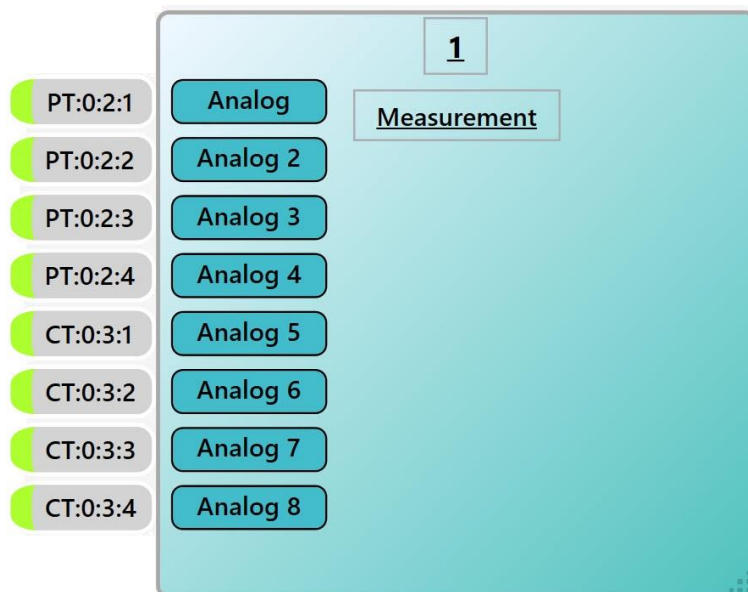 1
PT:0:2:1 Analog Measurement
PT:0:2:2 Analog 2
PT:0:2:3 Analog 3
PT:0:2:4 Analog 4
CT:0:3:1 Analog 5
CT:0:3:2 Analog 6
CT:0:3:3 Analog 7
CT:0:3:4 Analog 8